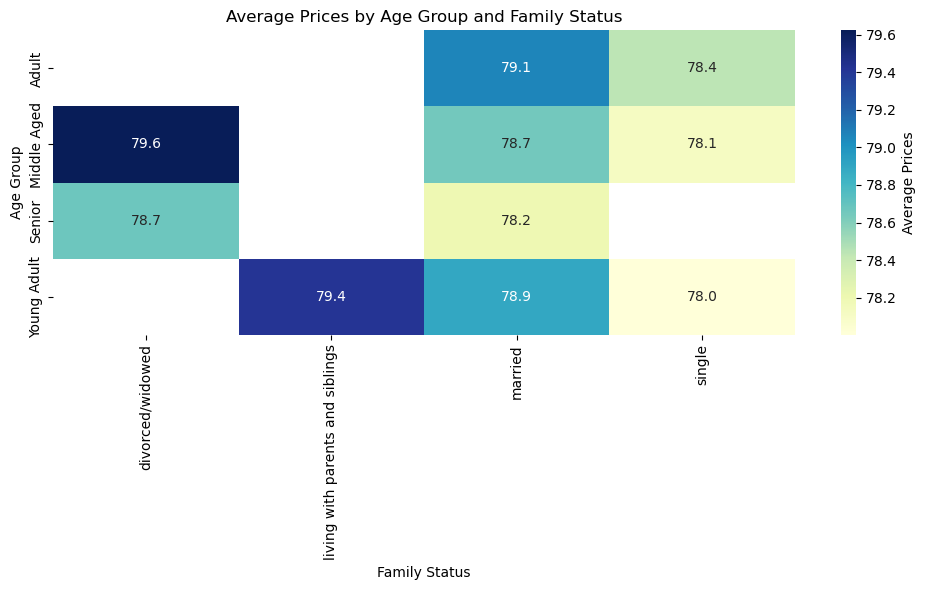 Average Prices by Age Group and Family Status
Age Group
Adult
79.1
78.4
Middle Aged
79.6
78.7
78.1
Senior
78.7
78.2
Young Adult
79.4
78.9
78.0
divorced/widowed
living with parents and siblings
married
single
Family Status
79.6
79.4
79.2
79.0
78.8
78.6
78.4
78.2
Average Prices